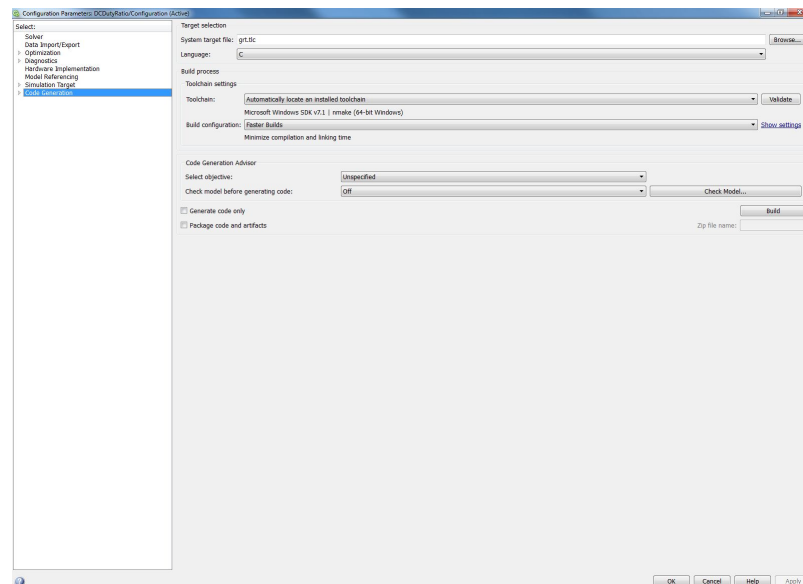 Configuration Parameters: DCDutyRatio/Configuration (Active)
Select:
Solver
Data Import/Export
Optimization
Diagnostics
Hardware Implementation
Model Referencing
Simulation Target
Code Generation
Target selection
System target file: grt.tlc Browse...
Language: C
Build process
Toolchain settings
Toolchain: Automatically locate an installed toolchain Validate
Microsoft Windows SDK v7.1 | nmake (64-bit Windows)
Build configuration: Faster Builds Show settings
Minimize compilation and linking time
Code Generation Advisor
Select objective: Unspecified
Check model before generating code: Off Check Model...
Generate code only Build
Package code and artifacts Zip file name:
OK Cancel Help Apply